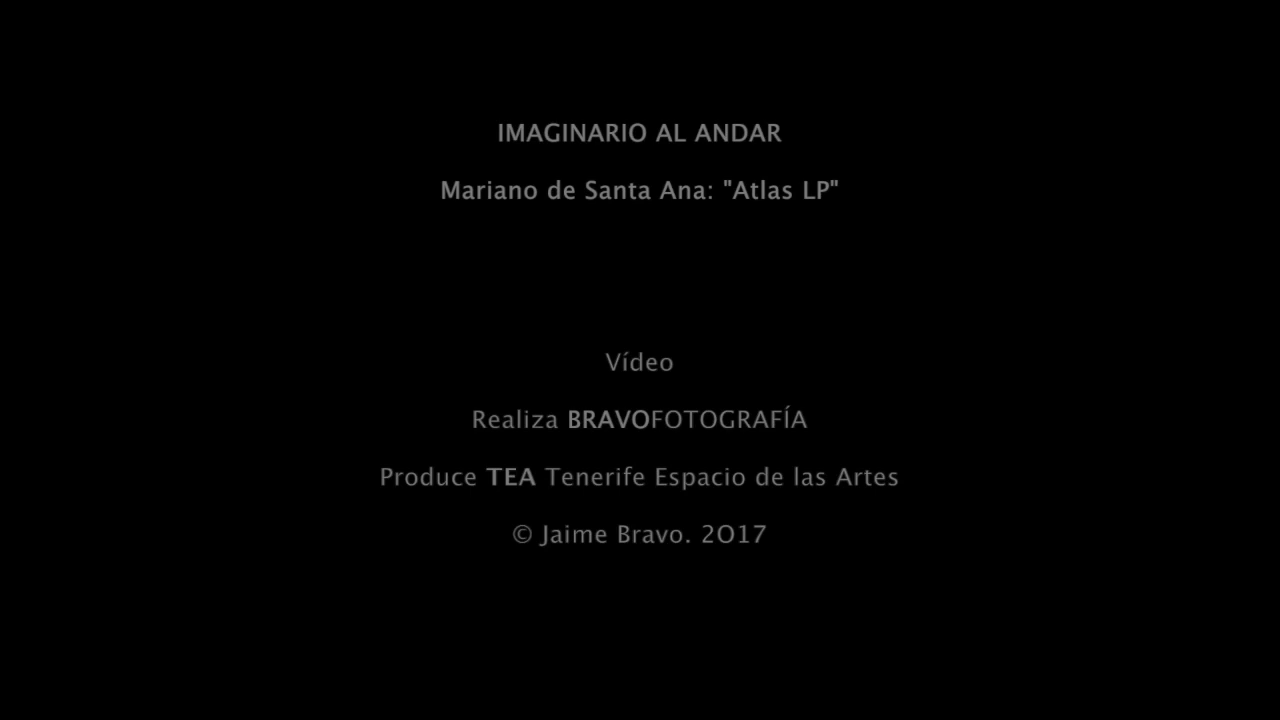 IMAGINARIO AL ANDAR
Mariano de Santa Ana: "Atlas LP"
Vídeo
Realiza BRAVOFOTOGRAFÍA
Produce TEA Tenerife Espacio de las Artes
© Jaime Bravo. 2O17